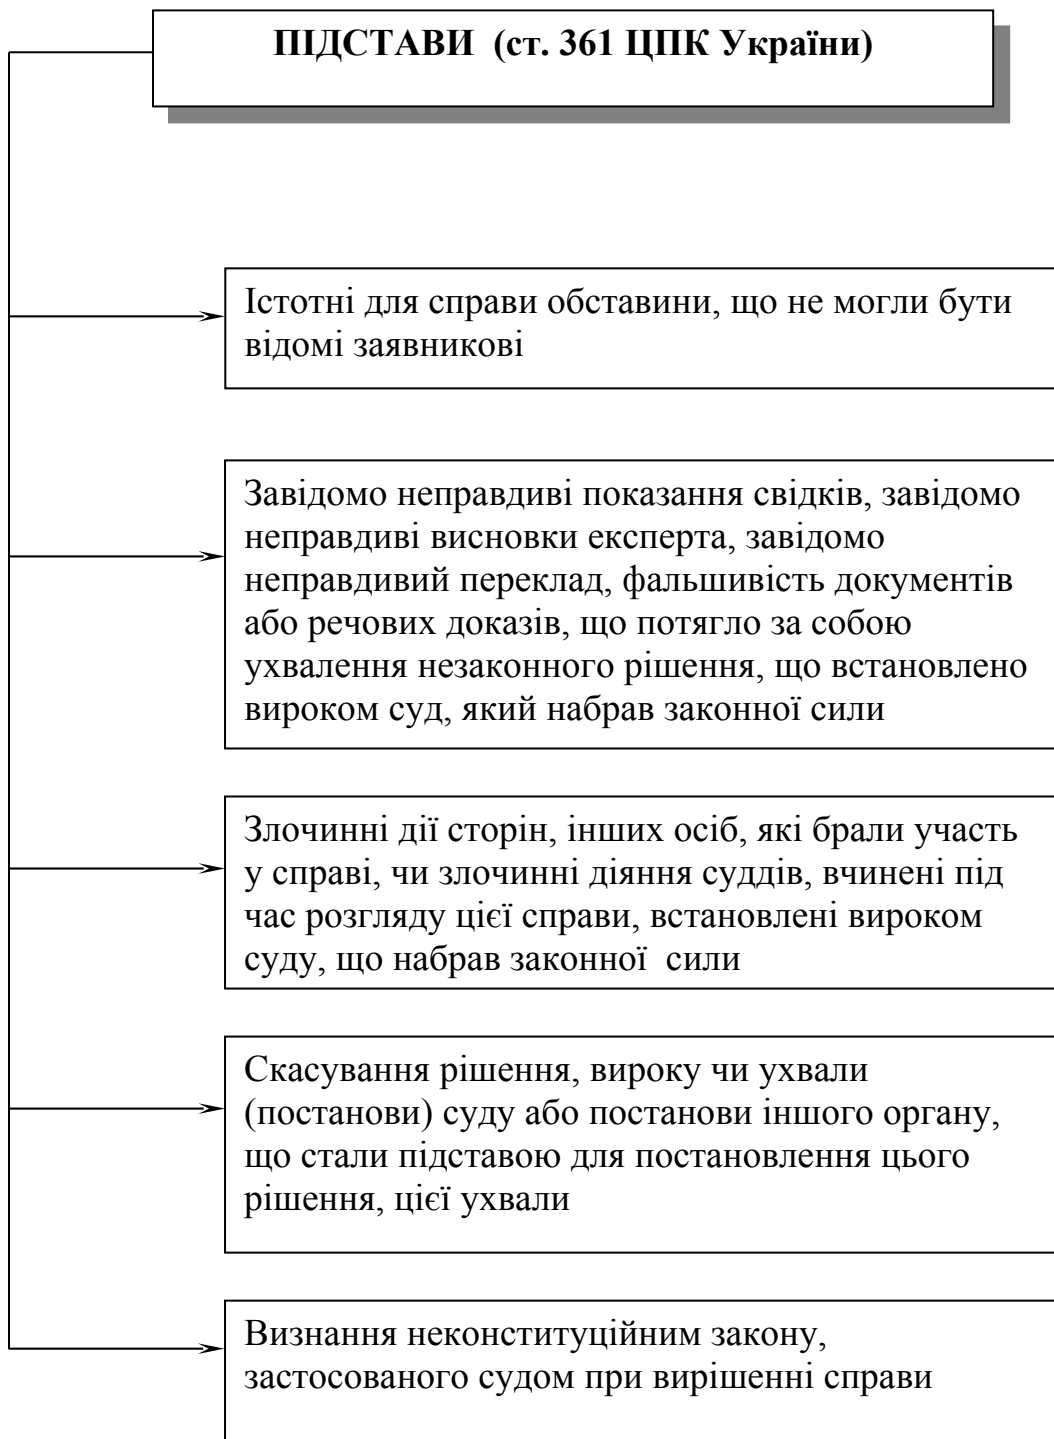 ПІДСТАВИ (ст. 361 ЦПК України)
Істотні для справи обставини, що не могли бути
відомі заявникові
Завідомо неправдиві показання свідків, завідомо
неправдиві висновки експерта, завідомо
неправдивий переклад, фальшивість документів
або речових доказів, що потягло за собою
ухвалення незаконного рішення, що встановлено
вироком суд, який набрав законної сили
Злочинні дії сторін, інших осіб, які брали участь
у справі, чи злочинні діяння суддів, вчинені під
час розгляду цієї справи, встановлені вироком
суду, що набрав законної сили
Скасування рішення, вироку чи ухвали
(постанови) суду або постанови іншого органу,
що стали підставою для постановлення цього
рішення, цієї ухвали
Визнання неконституційним закону,
застосованого судом при вирішенні справи